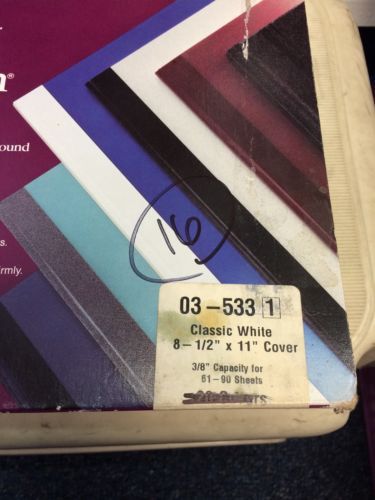 ound
s.
irmly.
16
03-533 1
Classic White
8-1/2" x 11" Cover
3/8" Capacity for
61-90 Sheets